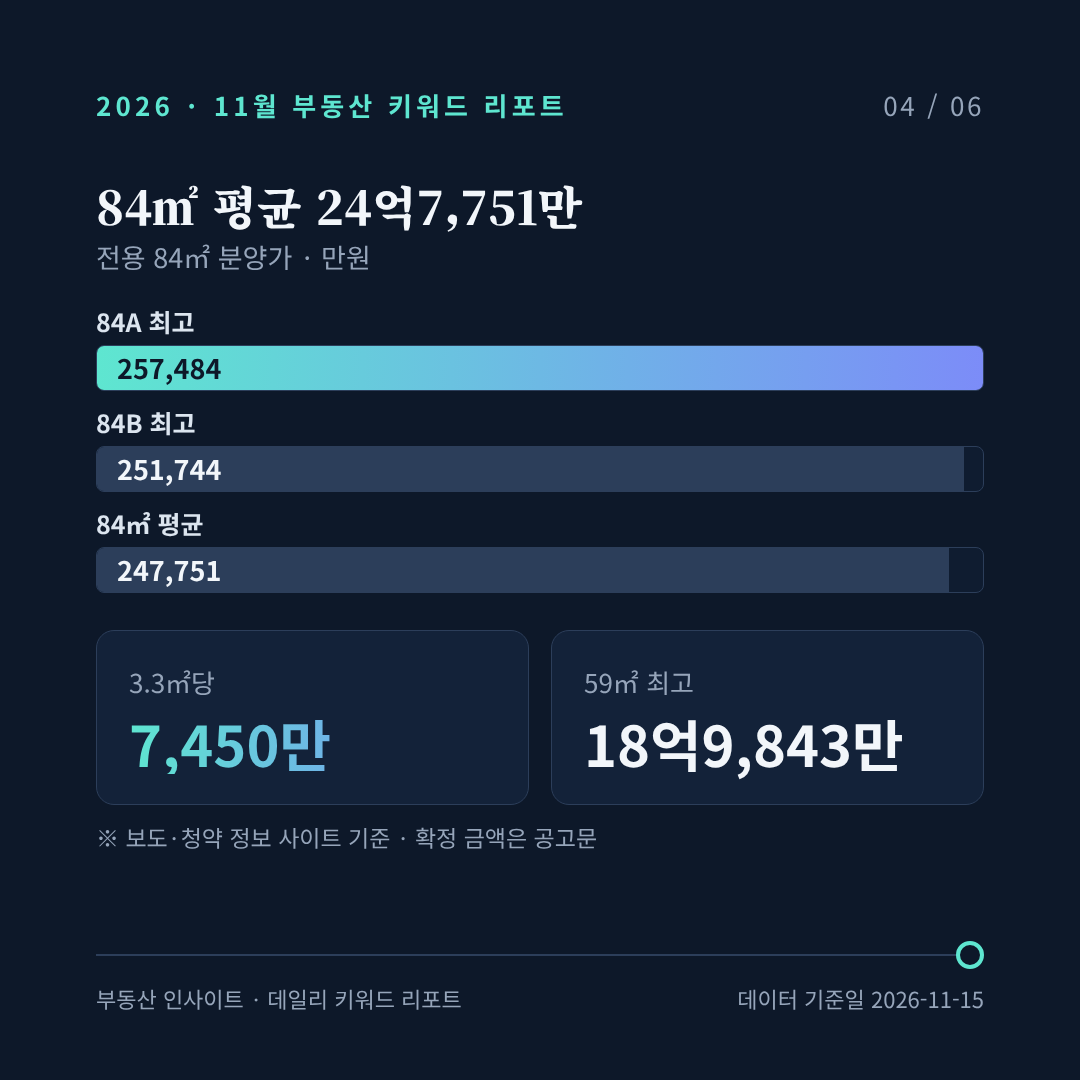 2026 · 11월 부동산 키워드 리포트
04 / 06
84㎡ 평균 24억7,751만
전용 84㎡ 분양가 · 만원
84A 최고
257,484
84B 최고
251,744
84㎡ 평균
247,751
3.3㎡당
7,450만
59㎡ 최고
18억9,843만
※ 보도·청약 정보 사이트 기준 · 확정 금액은 공고문
부동산 인사이트 · 데일리 키워드 리포트
데이터 기준일 2026-11-15